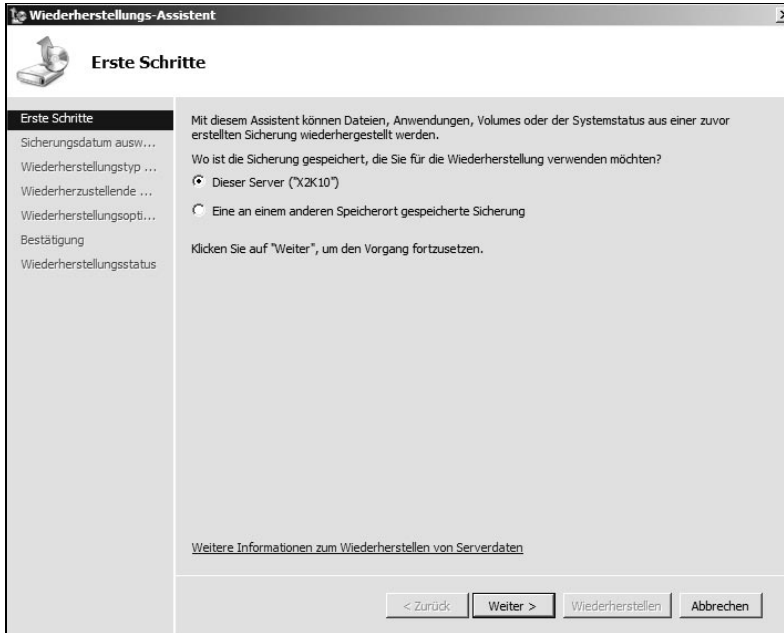 Wiederherstellungs-Assistent
Erste Schritte
Erste Schritte
Sicherungsdatum ausw...
Wiederherstellungstyp ...
Wiederherzustellende ...
Wiederherstellungsopti...
Bestätigung
Wiederherstellungsstatus
Mit diesem Assistent können Dateien, Anwendungen, Volumes oder der Systemstatus aus einer zuvor
erstellten Sicherung wiederhergestellt werden.
Wo ist die Sicherung gespeichert, die Sie für die Wiederherstellung verwenden möchten?
Dieser Server ("X2K10")
Eine an einem anderen Speicherort gespeicherte Sicherung
Klicken Sie auf "Weiter", um den Vorgang fortzusetzen.
Weitere Informationen zum Wiederherstellen von Serverdaten
< Zurück
Weiter >
Wiederherstellen
Abbrechen